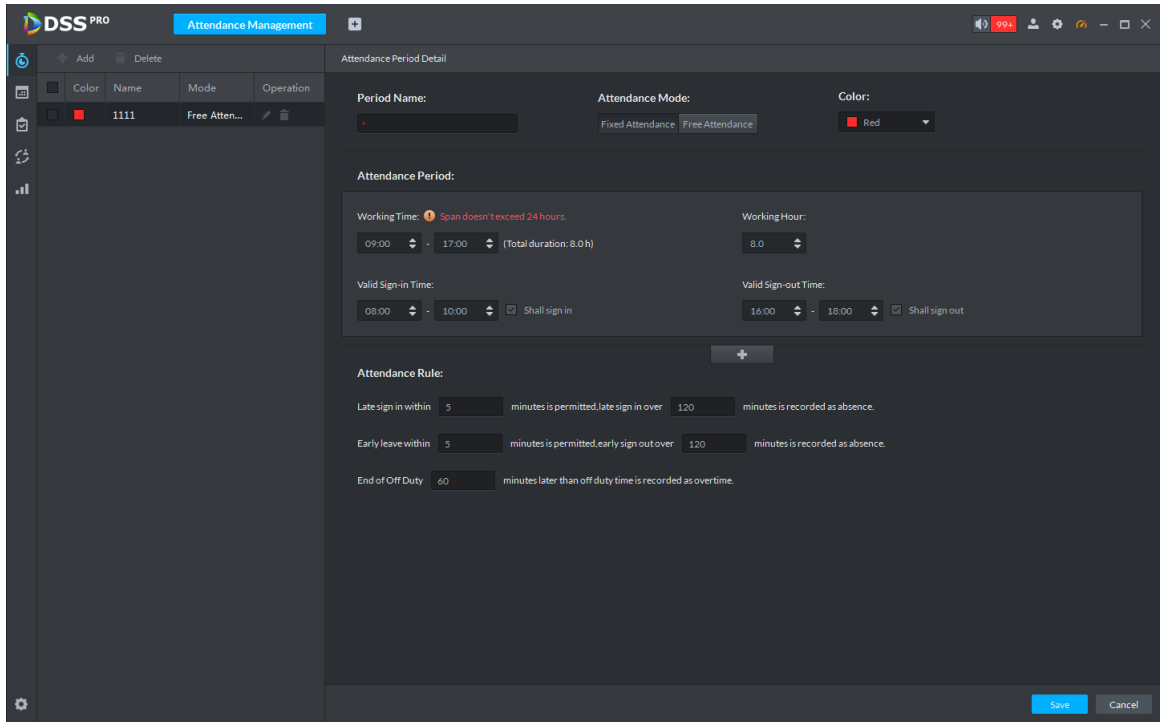 DSS PRO
Attendance Management
99+
Add Delete
Color Name Mode Operation
1111 Free Atten...
Attendance Period Detail
Period Name: Attendance Mode: Color:
* Fixed Attendance Free Attendance Red
Attendance Period:
Working Time: Span doesn't exceed 24 hours. Working Hour:
09:00 - 17:00 (Total duration: 8.0 h) 8.0
Valid Sign-in Time: Valid Sign-out Time:
08:00 - 10:00 Shall sign in 16:00 - 18:00 Shall sign out
Attendance Rule:
Late sign in within 5 minutes is permitted,late sign in over 120 minutes is recorded as absence.
Early leave within 5 minutes is permitted,early sign out over 120 minutes is recorded as absence.
End of Off Duty 60 minutes later than off duty time is recorded as overtime.
Save Cancel